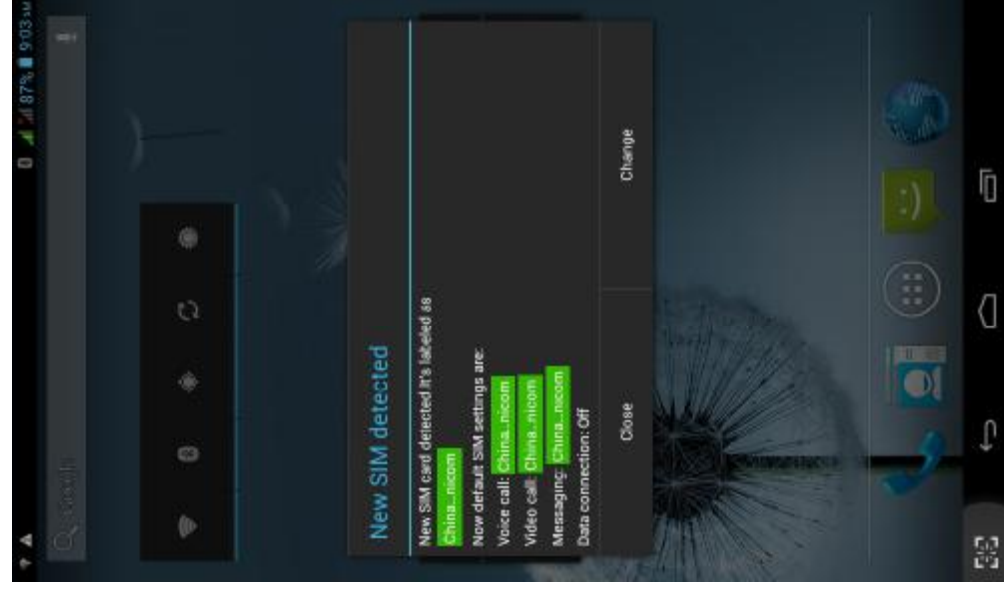 87% 9:03 AM
Google
New SIM detected
New SIM card detected.It's labeled as
China..nicom
Now default SIM settings are:
Voice call: China..nicom
Video call: China..nicom
Messaging: China..nicom
Data connection: Off
Close Change